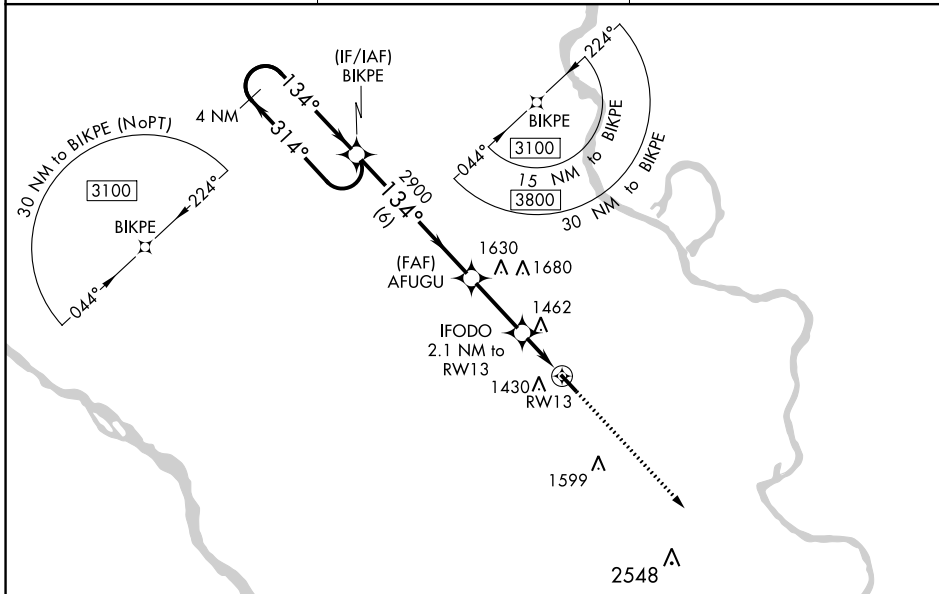 (IF/IAF)
BIKPE
4 NM
134°
314°
30 NM to BIKPE (NoPT)
3100
BIKPE
224°
044°
224°
BIKPE
044°
3100
15 NM to BIKPE
3800
30 NM to BIKPE
2900
134°
(6)
(FAF)
AFUGU
1630
1680
1462
IFODO
2.1 NM to
RW13
1430
RW13
1599
2548